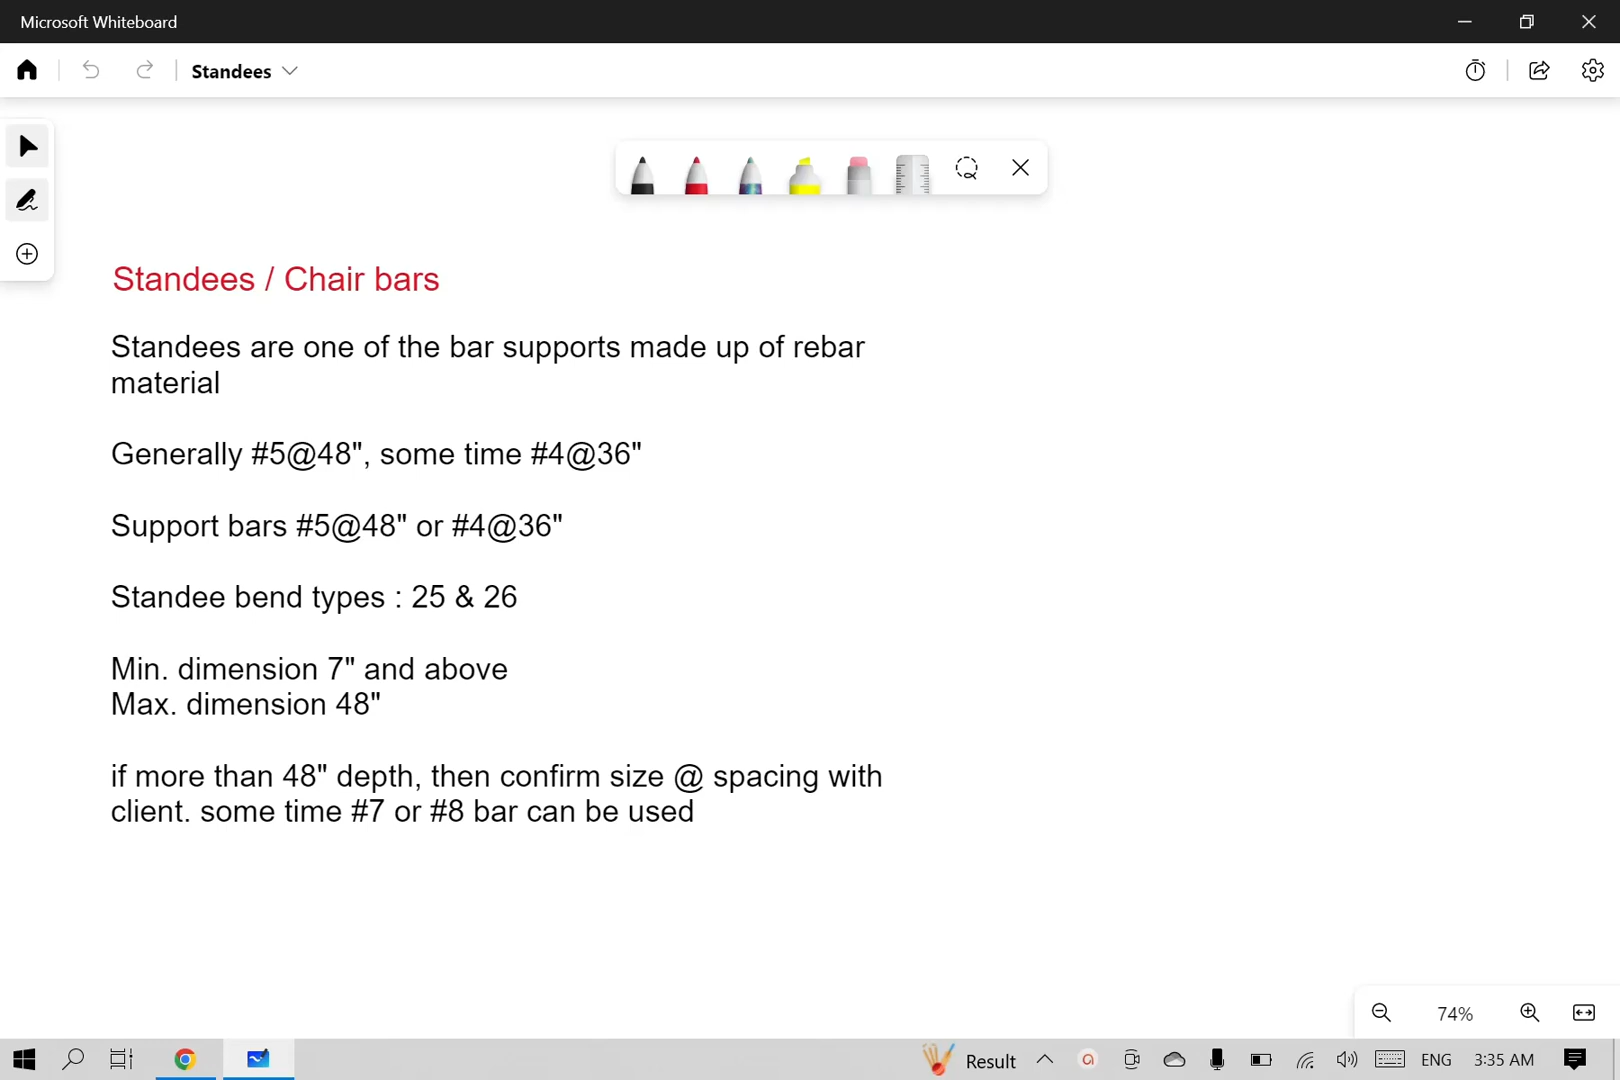 Microsoft Whiteboard
Standees
Standees / Chair bars
Standees are one of the bar supports made up of rebar
material
Generally #5@48", some time #4@36"
Support bars #5@48" or #4@36"
Standee bend types : 25 & 26
Min. dimension 7" and above
Max. dimension 48"
if more than 48" depth, then confirm size @ spacing with
client. some time #7 or #8 bar can be used
74%
Result
ENG
3:35 AM